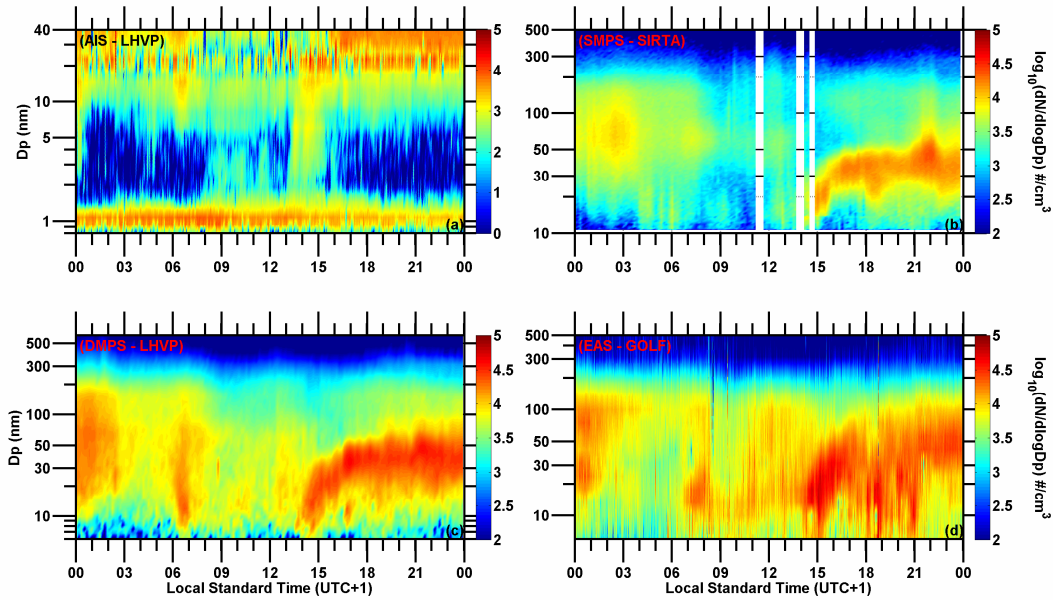 (AIS - LHVP)
40
10
5
1
Dp (nm)
00 03 06 09 12 15 18 21 00
(a)
5
4
3
2
1
0
(SMPS - SIRTA)
500
300
100
50
30
10
00 03 06 09 12 15 18 21 00
(b)
5
4.5
4
3.5
3
2.5
2
log10(dN/dlogDp) #/cm3
(DMPS - LHVP)
500
300
100
50
30
10
Dp (nm)
00 03 06 09 12 15 18 21 00
Local Standard Time (UTC+1)
(c)
5
4.5
4
3.5
3
2.5
2
(EAS - GOLF)
500
300
100
50
30
10
00 03 06 09 12 15 18 21 00
Local Standard Time (UTC+1)
(d)
5
4.5
4
3.5
3
2.5
2
log10(dN/dlogDp) #/cm3